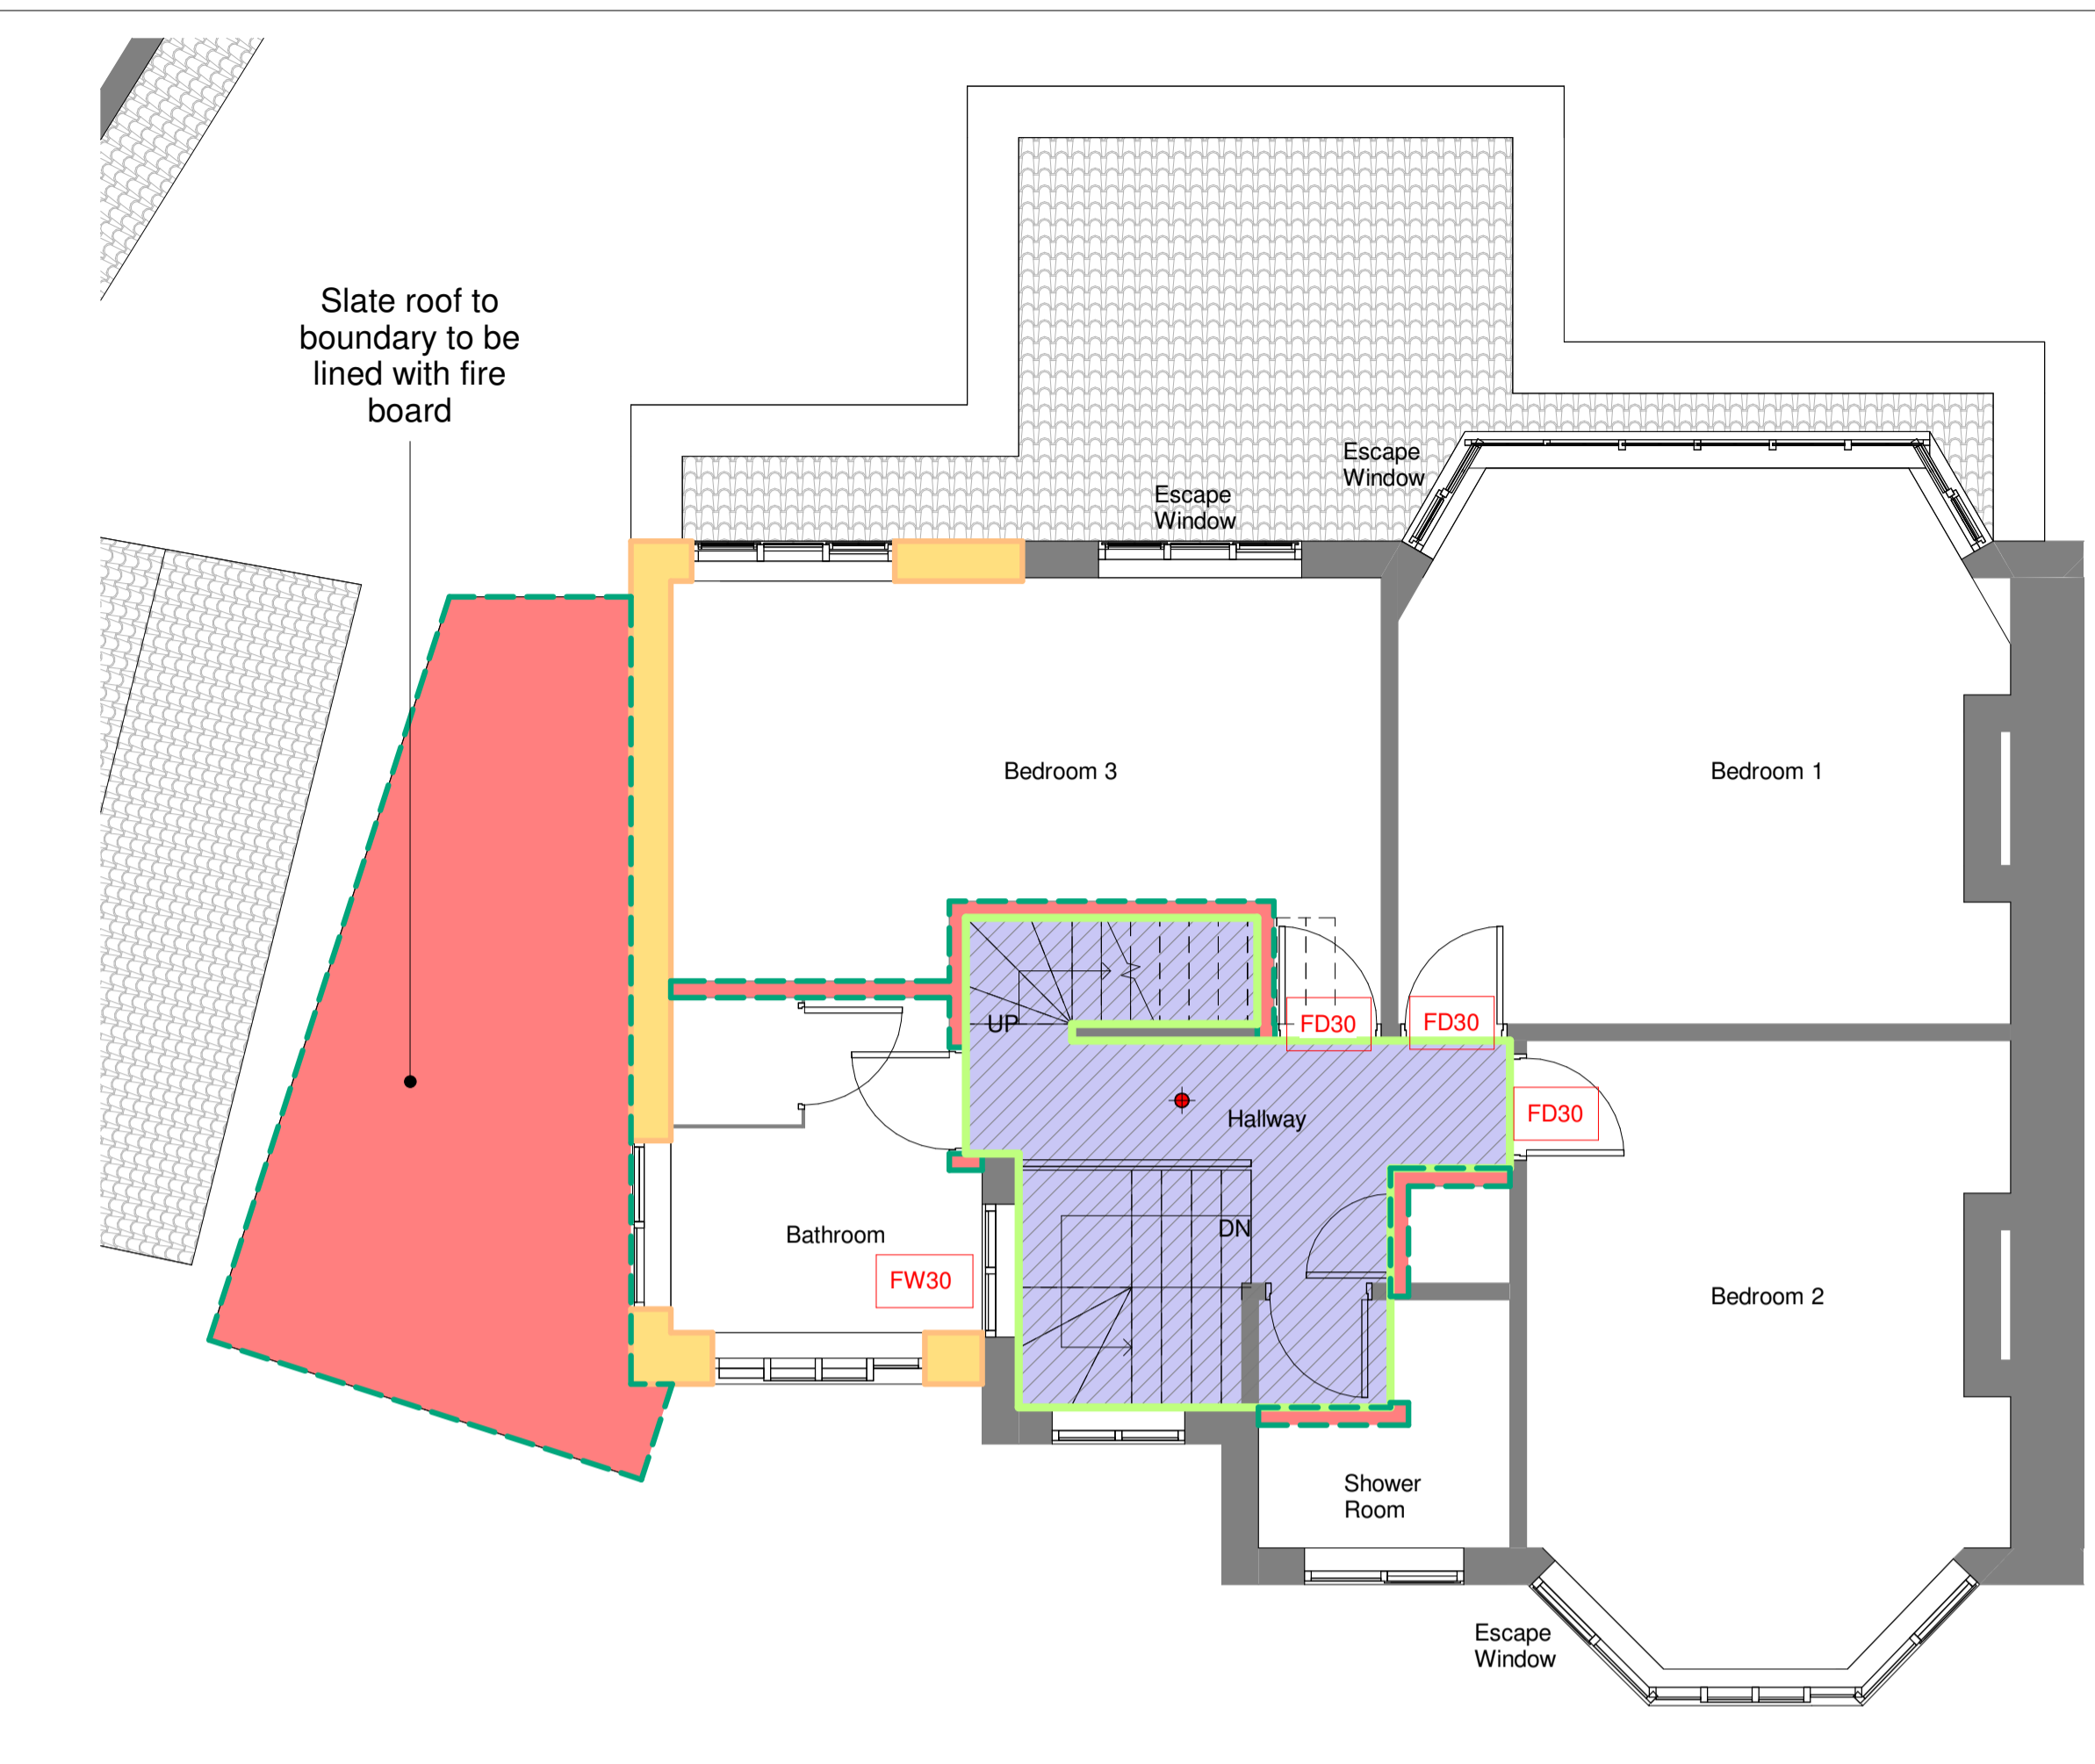 Slate roof to
boundary to be
lined with fire
board
Escape
Window
Escape
Window
Bedroom 3
Bedroom 1
UP
FD30
FD30
FD30
Hallway
DN
Bathroom
FW30
Bedroom 2
Shower
Room
Escape
Window